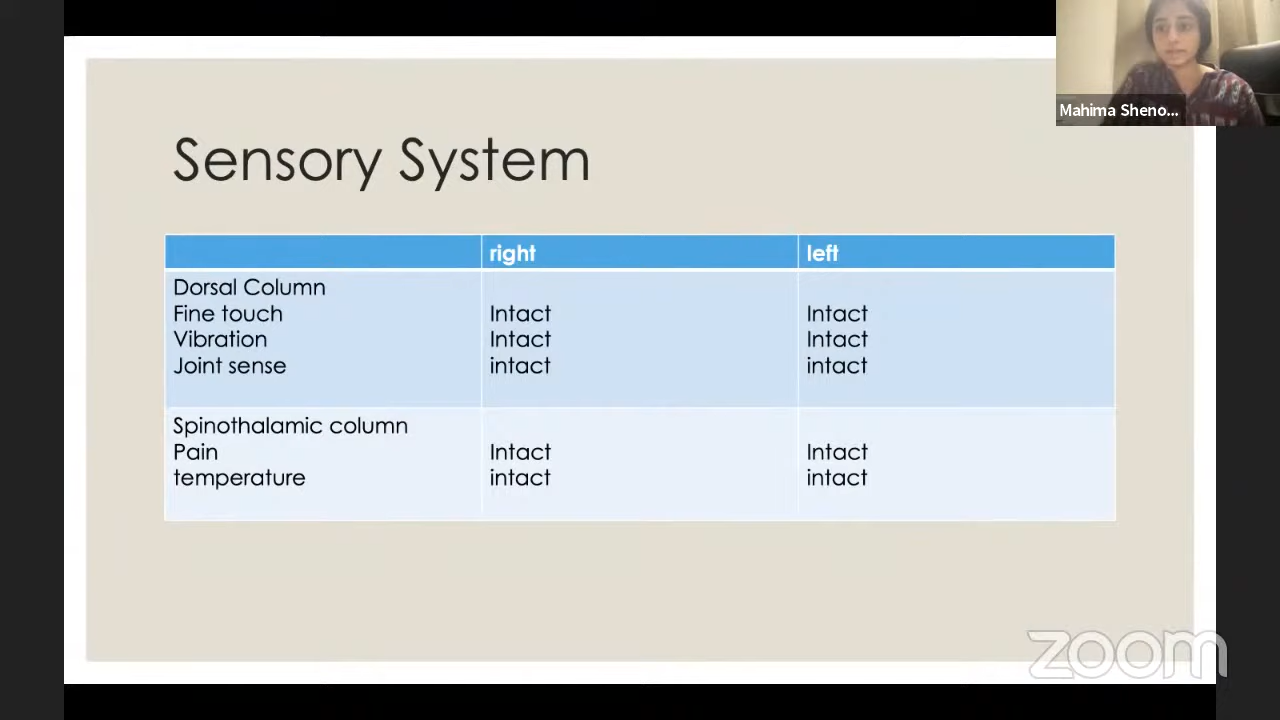 Mahima Sheno...
Sensory System
right left
Dorsal Column
Fine touch Intact Intact
Vibration Intact Intact
Joint sense intact intact
Spinothalamic column
Pain Intact Intact
temperature intact intact
zoom